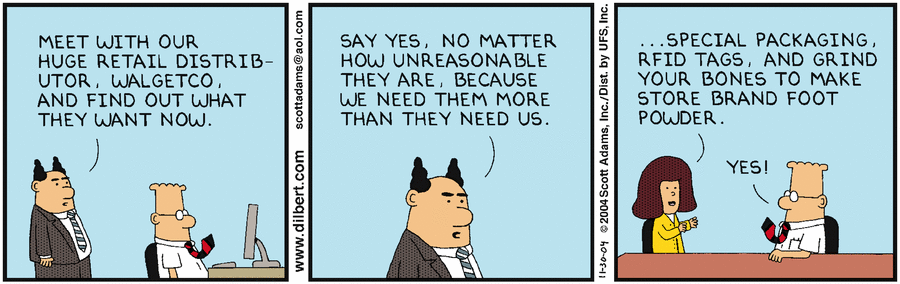 MEET WITH OUR
HUGE RETAIL DISTRIB-
UTOR, WALGETCO,
AND FIND OUT WHAT
THEY WANT NOW.
www.dilbert.com
scottadams@aol.com
SAY YES, NO MATTER
HOW UNREASONABLE
THEY ARE, BECAUSE
WE NEED THEM MORE
THAN THEY NEED US.
11-30-04 © 2004 Scott Adams, Inc./Dist. by UFS, Inc.
...SPECIAL PACKAGING,
RFID TAGS, AND GRIND
YOUR BONES TO MAKE
STORE BRAND FOOT
POWDER.
YES!